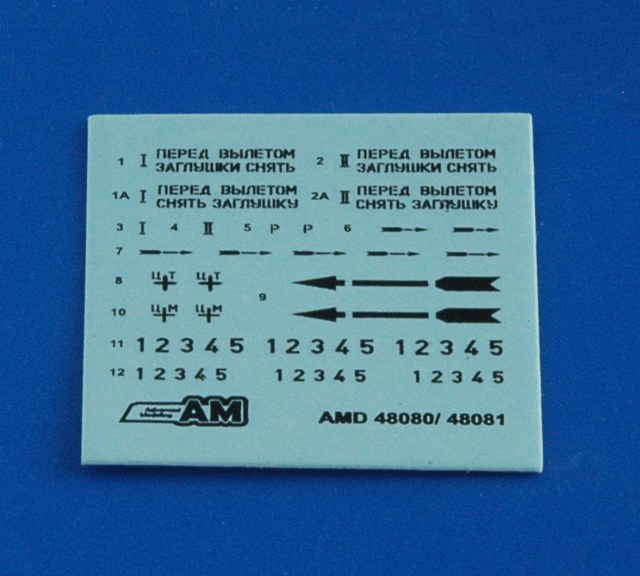 1 I ПЕРЕД ВЫЛЕТОМ ЗАГЛУШКИ СНЯТЬ
2 II ПЕРЕД ВЫЛЕТОМ ЗАГЛУШКИ СНЯТЬ
1A I ПЕРЕД ВЫЛЕТОМ СНЯТЬ ЗАГЛУШКУ
2A II ПЕРЕД ВЫЛЕТОМ СНЯТЬ ЗАГЛУШКУ
3 I 4 II 5 P P 6
7
8 Ц Т Ц Т
9
10 Ц М Ц М
11 1 2 3 4 5 1 2 3 4 5 1 2 3 4 5
12 1 2 3 4 5 1 2 3 4 5 1 2 3 4 5
Advanced Modeling AM
AMD 48080/ 48081